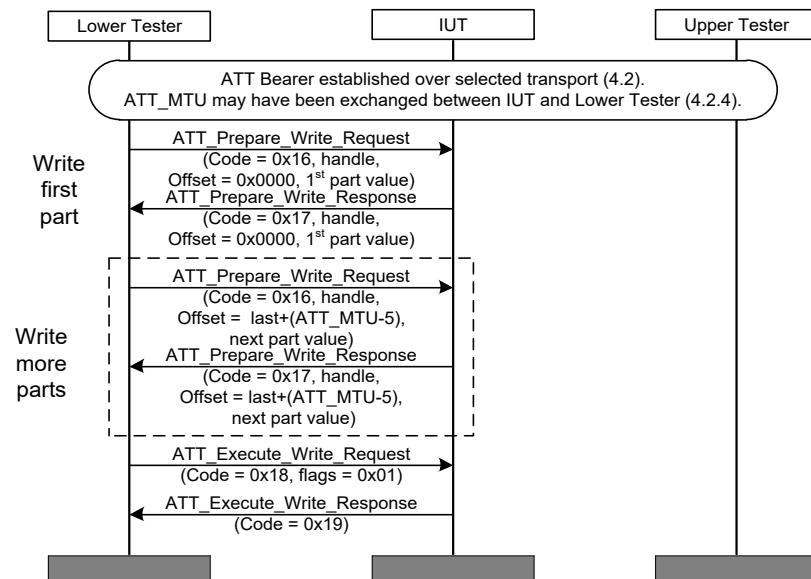 Lower Tester
IUT
Upper Tester
ATT Bearer established over selected transport (4.2).
ATT_MTU may have been exchanged between IUT and Lower Tester (4.2.4).
Write
first
part
ATT_Prepare_Write_Request
(Code = 0x16, handle,
Offset = 0x0000, 1st part value)
ATT_Prepare_Write_Response
(Code = 0x17, handle,
Offset = 0x0000, 1st part value)
Write
more
parts
ATT_Prepare_Write_Request
(Code = 0x16, handle,
Offset = last+(ATT_MTU-5),
next part value)
ATT_Prepare_Write_Response
(Code = 0x17, handle,
Offset = last+(ATT_MTU-5),
next part value)
ATT_Execute_Write_Request
(Code = 0x18, flags = 0x01)
ATT_Execute_Write_Response
(Code = 0x19)